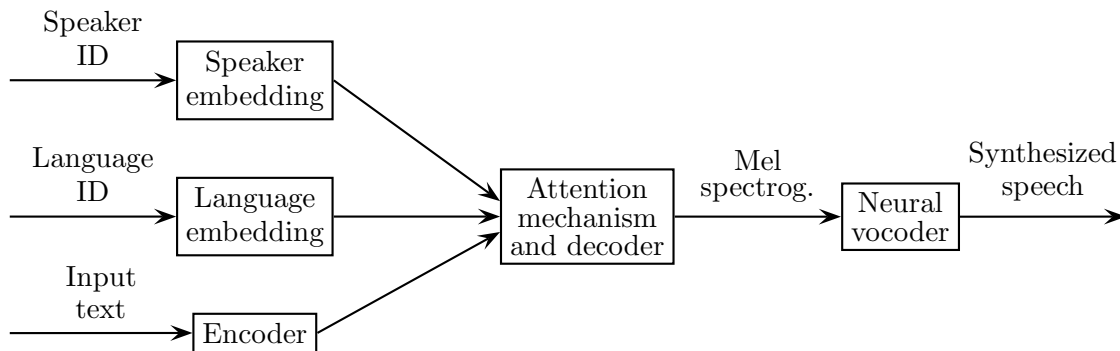 Speaker
ID
Speaker
embedding
Language
ID
Language
embedding
Input
text
Encoder
Attention
mechanism
and decoder
Mel
spectrog.
Neural
vocoder
Synthesized
speech